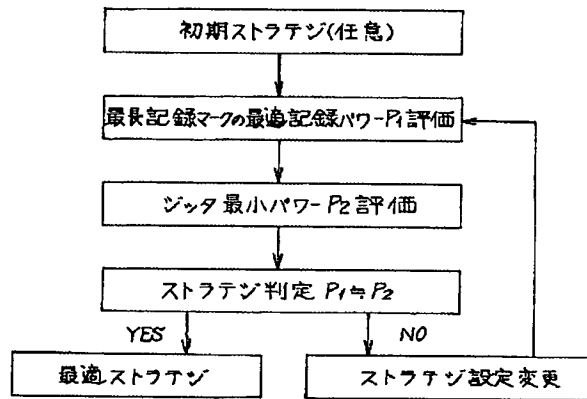 初期ストラテジ(任意)
最長記録マークの最適記録パワーP1評価
ジッタ最小パワーP2評価
ストラテジ判定 P1≒P2
YES
NO
最適ストラテジ
ストラテジ設定変更